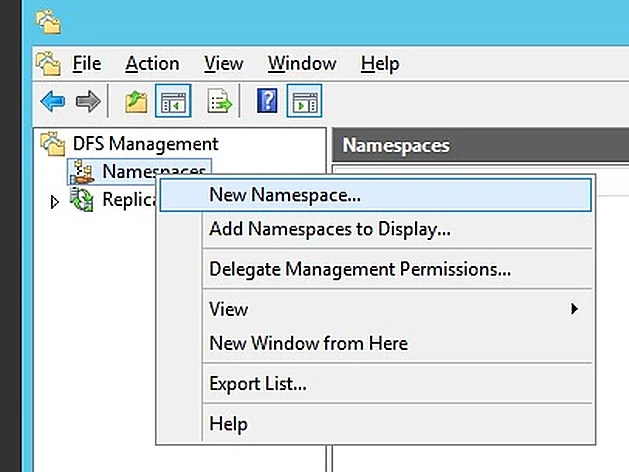 File Action View Window Help
DFS Management
Namespaces
Namespaces
New Namespace...
Replica
Add Namespaces to Display...
Delegate Management Permissions...
View
New Window from Here
Export List...
Help